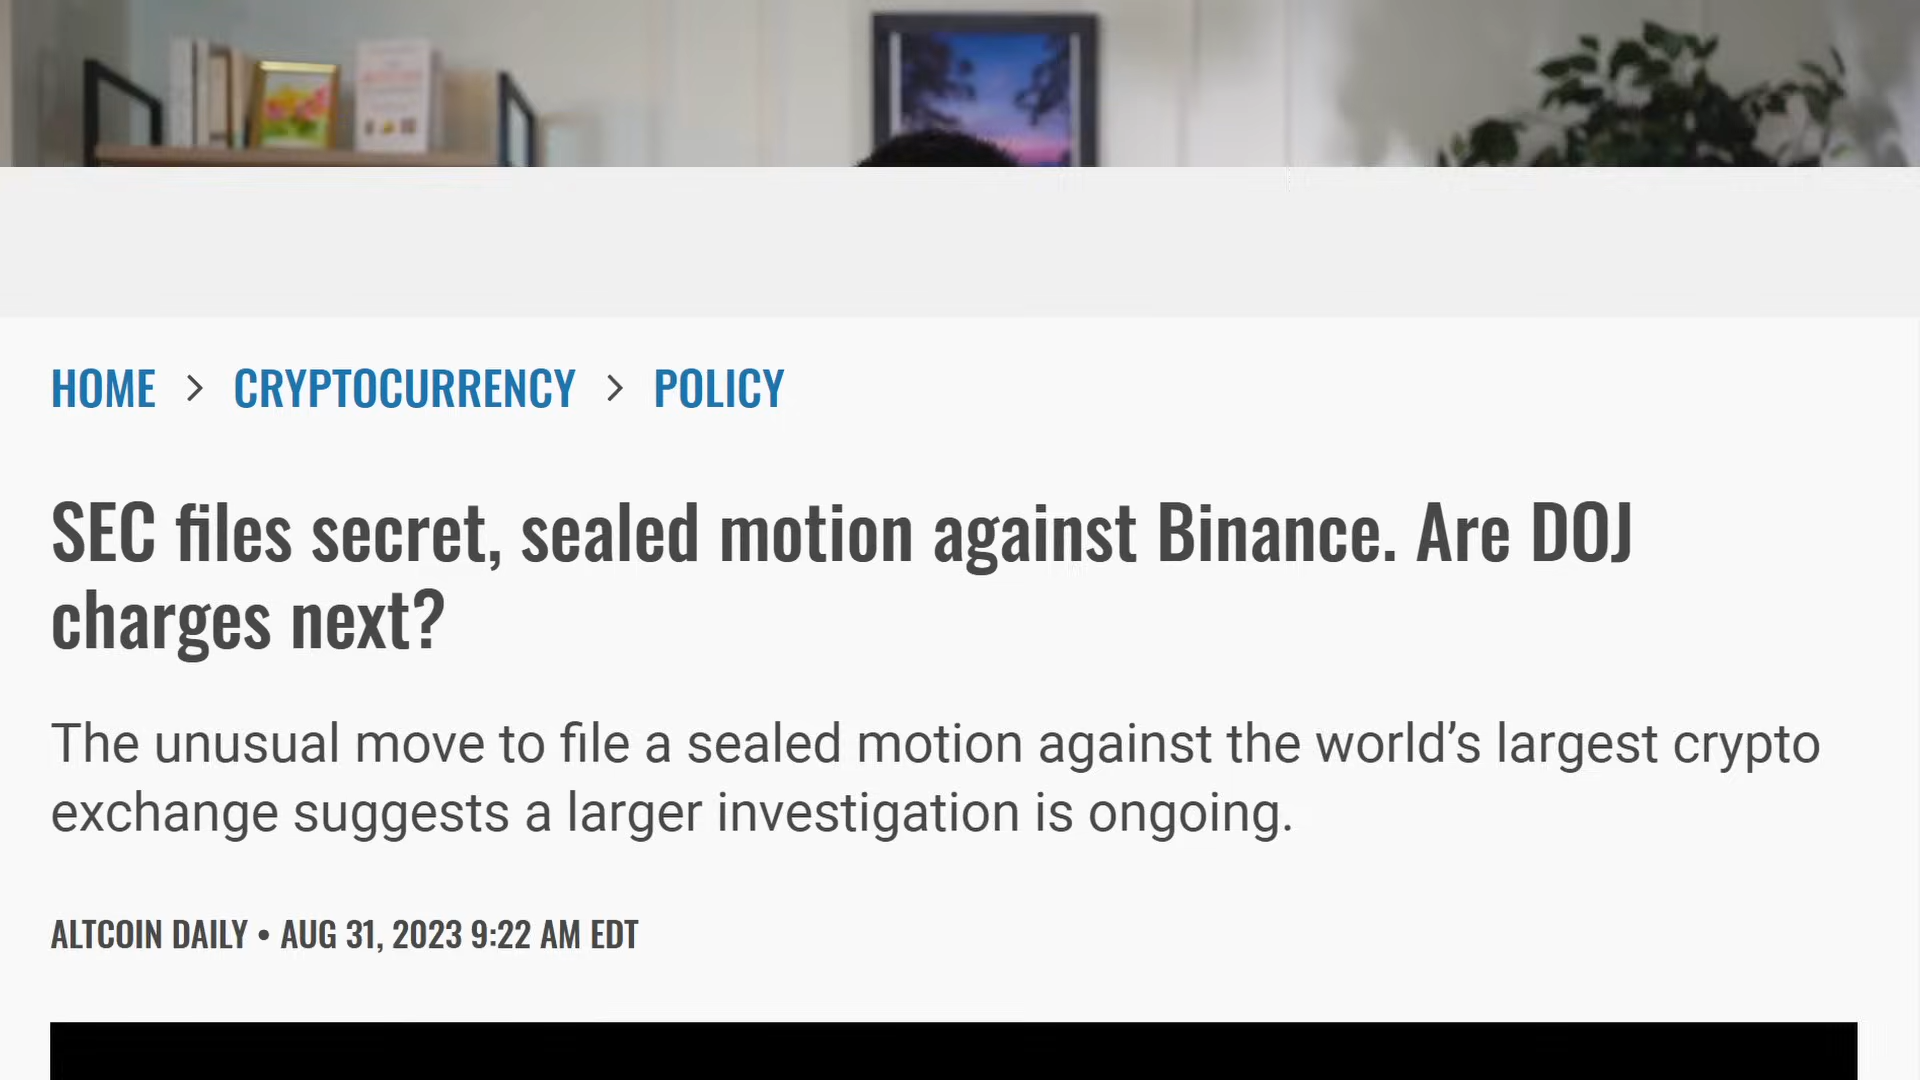 HOME > CRYPTOCURRENCY > POLICY
SEC files secret, sealed motion against Binance. Are DOJ
charges next?
The unusual move to file a sealed motion against the world’s largest crypto
exchange suggests a larger investigation is ongoing.
ALTCOIN DAILY • AUG 31, 2023 9:22 AM EDT